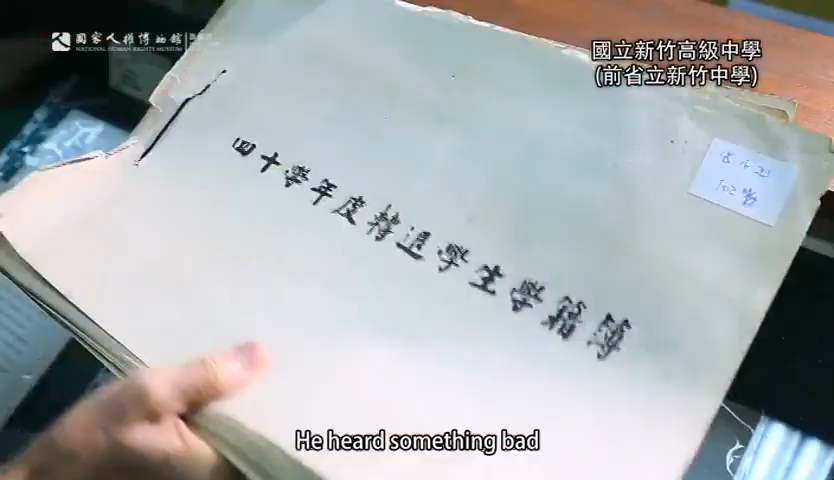 國家人權博物館
NATIONAL HUMAN RIGHTS MUSEUM
國立新竹高級中學
(前省立新竹中學)
四十學年度轉退學生學籍簿
He heard something bad